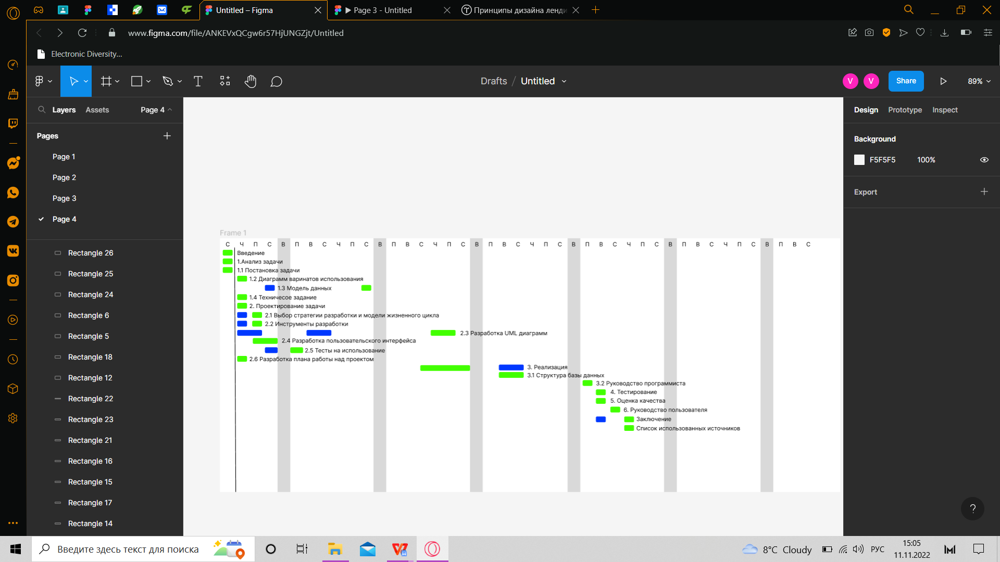 Untitled – Figma
▶ Page 3 - Untitled
Принципы дизайна ленди
www.figma.com/file/ANKEVxQCgw6r57HjUNGZjt/Untitled
Electronic Diversity...
Drafts / Untitled
V
V
Share
89%
Layers
Assets
Page 4
Design
Prototype
Inspect
Pages
Page 1
Page 2
Page 3
Page 4
Background
F5F5F5
100%
Export
Rectangle 26
Rectangle 25
Rectangle 24
Rectangle 6
Rectangle 5
Rectangle 18
Rectangle 12
Rectangle 22
Rectangle 23
Rectangle 21
Rectangle 16
Rectangle 15
Rectangle 17
Rectangle 14
Frame 1
С Ч П С В П В С Ч П С В П В С Ч П С В П В С Ч П С В П В С Ч П С В П В С Ч П С В П В С
Введение
1.Анализ задачи
1.1 Постановка задачи
1.2 Диаграмм варинатов использования
1.3 Модель данных
1.4 Техничесое задание
2. Проектирование задачи
2.1 Выбор стратегии разработки и модели жизненного цикла
2.2 Инструменты разработки
2.3 Разработка UML диаграмм
2.4 Разработка пользовательского интерфейса
2.5 Тесты на использование
2.6 Разработка плана работы над проектом
3. Реализация
3.1 Структура базы данных
3.2 Руководство программиста
4. Тестирование
5. Оценка качества
6. Руководство пользователя
Заключение
Список использованных источников
?
Введите здесь текст для поиска
8°C Cloudy
РУС
15:05
11.11.2022